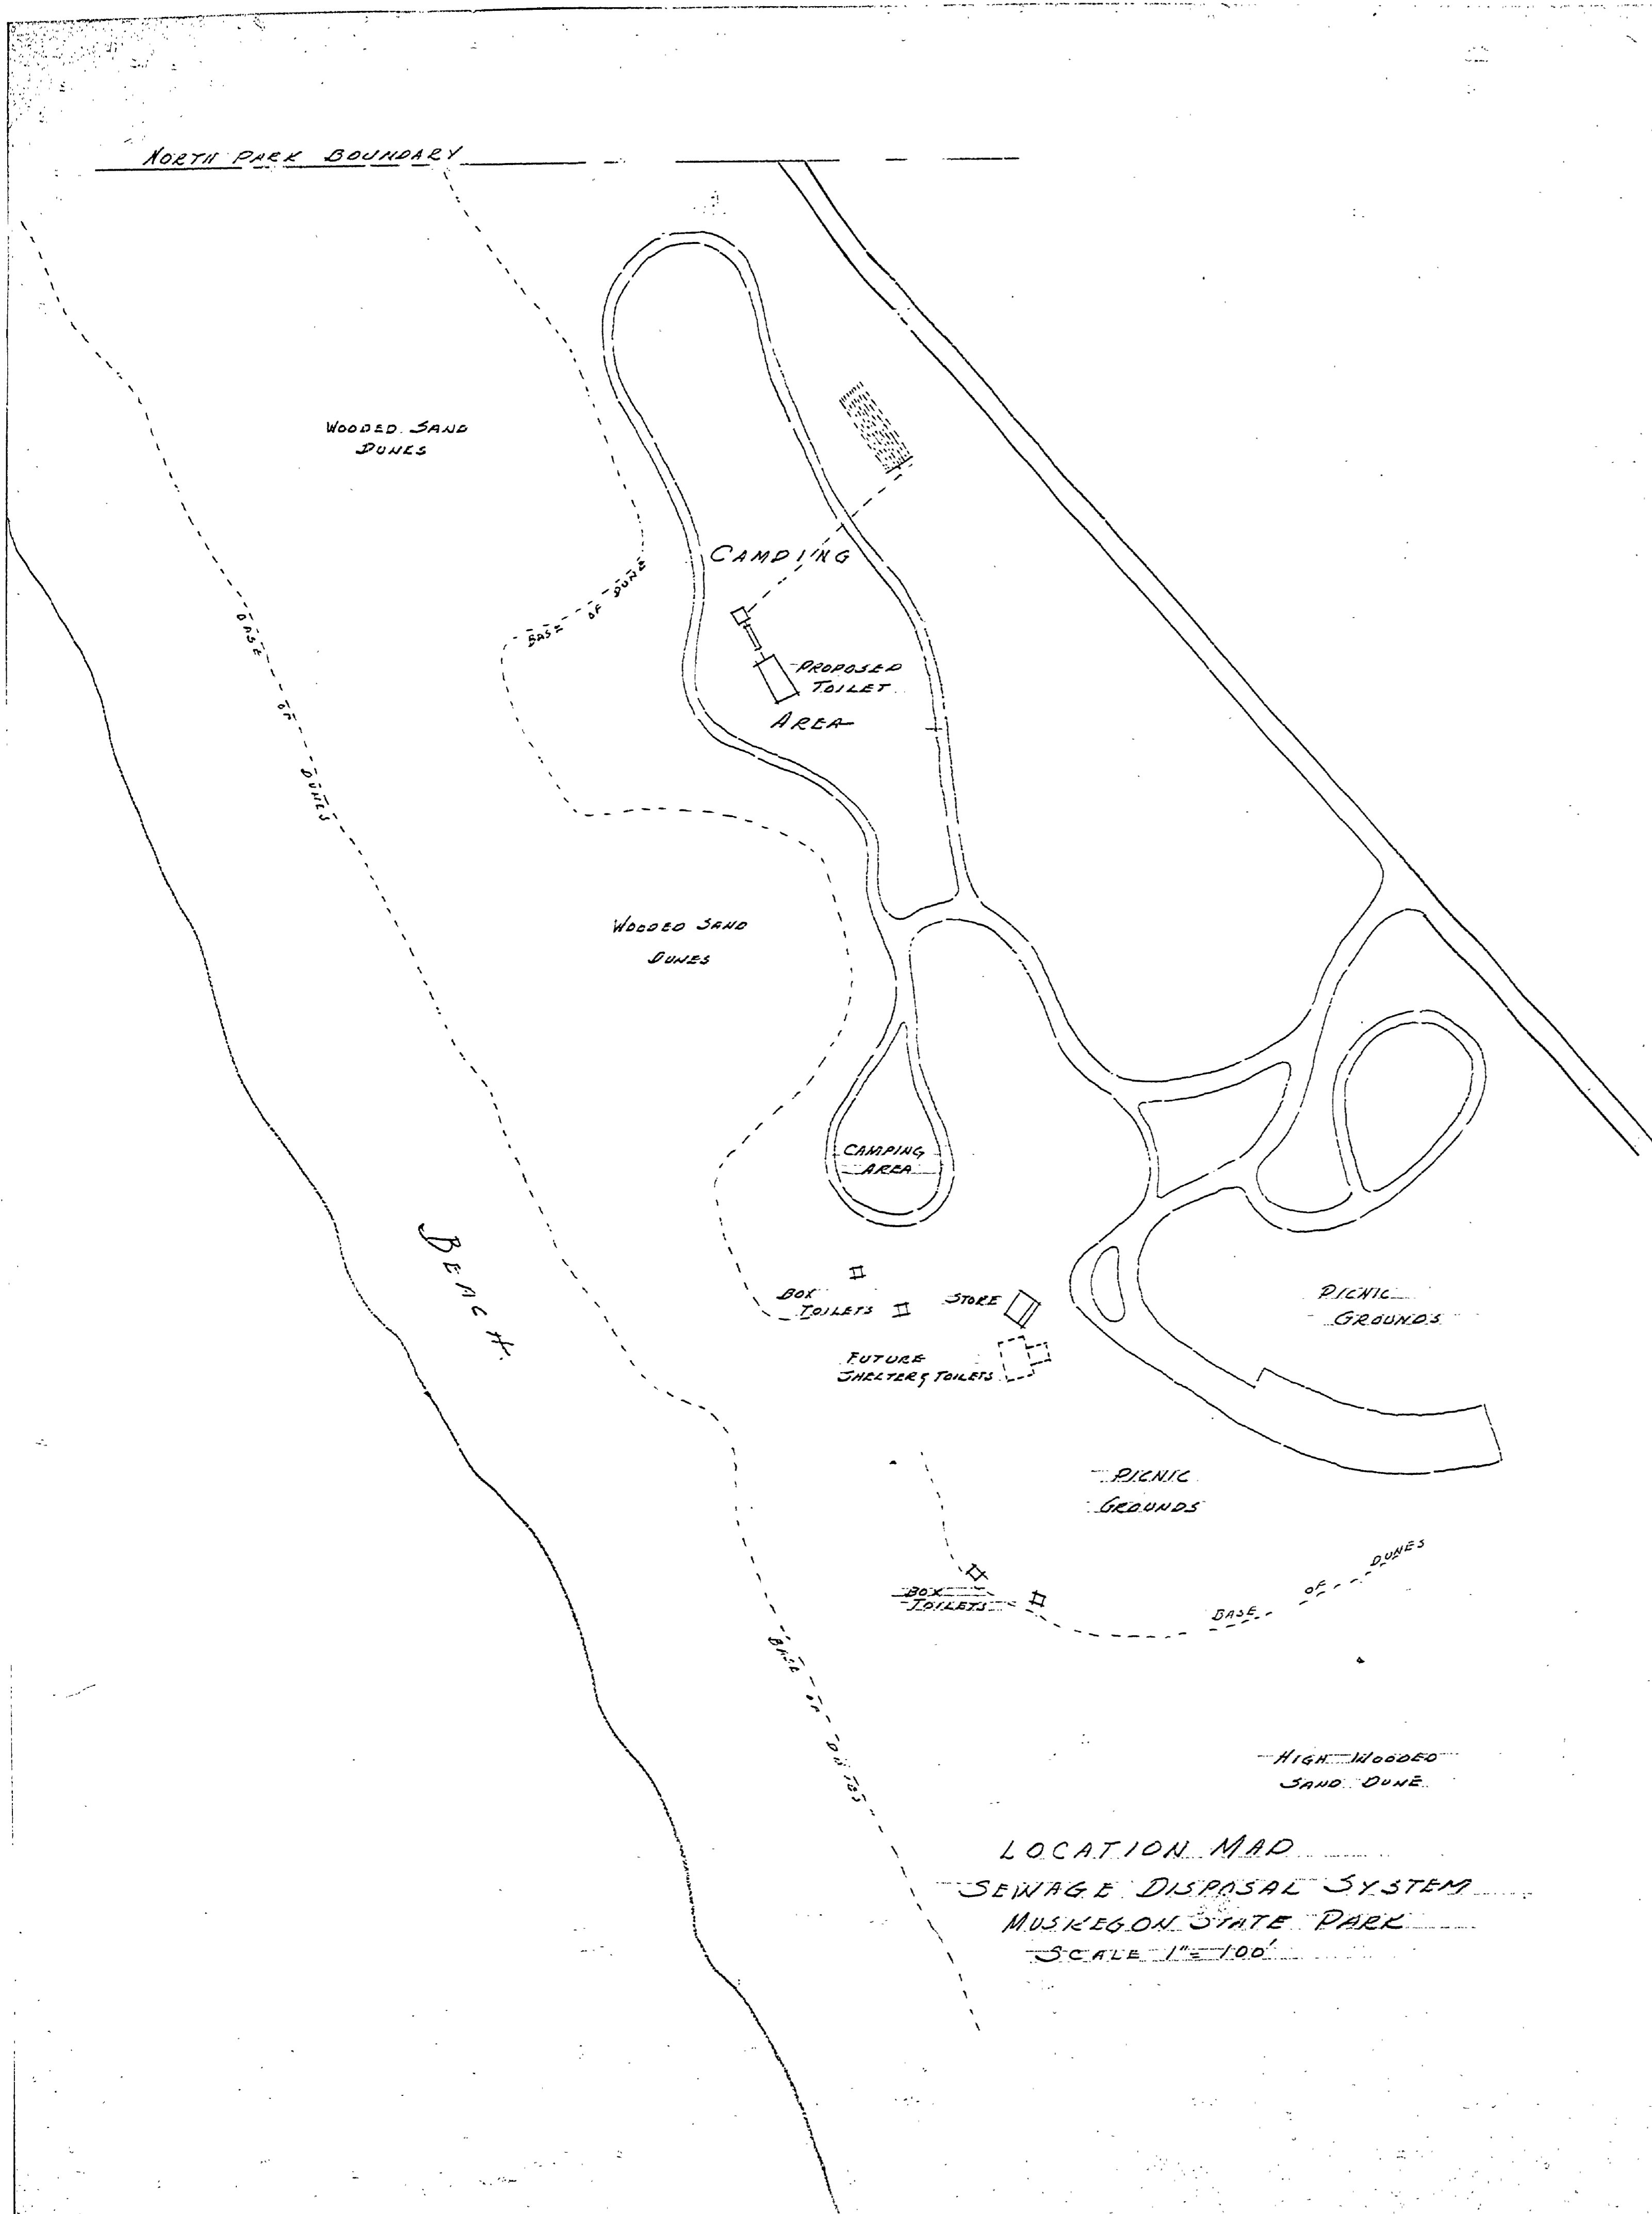 NORTH PARK BOUNDARY
WOODED SAND
DUNES
CAMPING
BASE OF DUNE
PROPOSED
TOILET
AREA
BASE OF DUNES
WOODED SAND
DUNES
CAMPING
AREA
BEACH
BOX
TOILETS
STORE
PICNIC
GROUNDS
FUTURE
SHELTER & TOILETS
PICNIC
GROUNDS
BASE OF DUNES
BOX
TOILETS
BASE OF DUNES
HIGH WOODED
SAND DUNE
LOCATION MAP
SEWAGE DISPOSAL SYSTEM
MUSKEGON STATE PARK
SCALE 1"=100'